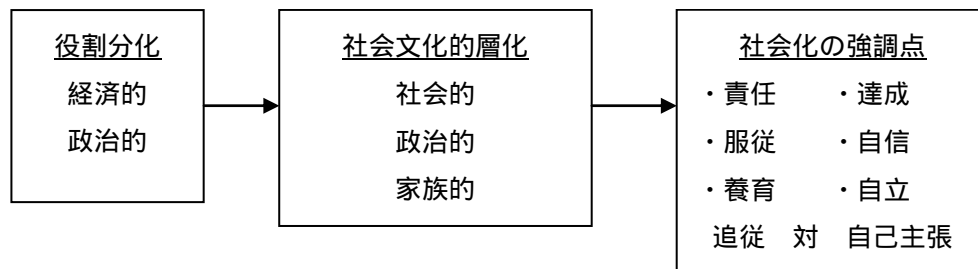 役割分化
経済的
政治的
社会文化的層化
社会的
政治的
家族的
社会化の強調点
・責任　・達成
・服従　・自信
・養育　・自立
追従　対　自己主張